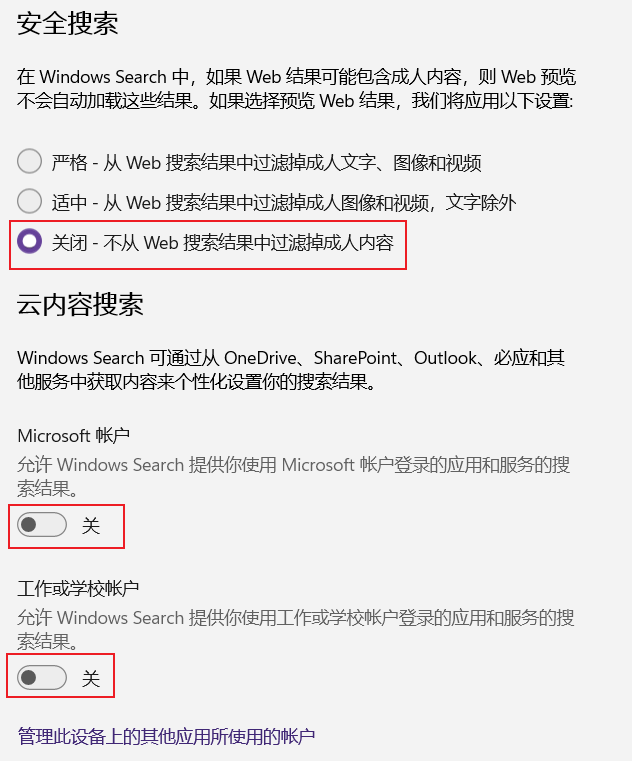 安全搜索
在 Windows Search 中，如果 Web 结果可能包含成人内容，则 Web 预览
不会自动加载这些结果。如果选择预览 Web 结果，我们将应用以下设置:
严格 - 从 Web 搜索结果中过滤掉成人文字、图像和视频
适中 - 从 Web 搜索结果中过滤掉成人图像和视频，文字除外
关闭 - 不从 Web 搜索结果中过滤掉成人内容
云内容搜索
Windows Search 可通过从 OneDrive、SharePoint、Outlook、必应和其
他服务中获取内容来个性化设置你的搜索结果。
Microsoft 帐户
允许 Windows Search 提供你使用 Microsoft 帐户登录的应用和服务的搜
索结果。
关
工作或学校帐户
允许 Windows Search 提供你使用工作或学校帐户登录的应用和服务的搜
索结果。
关
管理此设备上的其他应用所使用的帐户